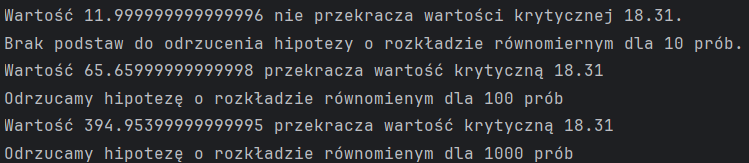 Wartość 11.999999999999996 nie przekracza wartości krytycznej 18.31.
Brak podstaw do odrzucenia hipotezy o rozkładzie równomiernym dla 10 prób.
Wartość 65.65999999999998 przekracza wartość krytyczną 18.31
Odrzucamy hipotezę o rozkładzie równomienym dla 100 prób
Wartość 394.95399999999995 przekracza wartość krytyczną 18.31
Odrzucamy hipotezę o rozkładzie równomienym dla 1000 prób